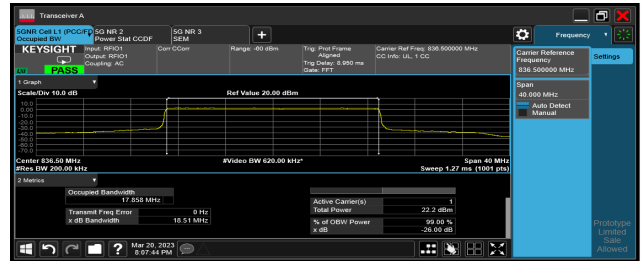 Transceiver A
5GNR Cell L1 (PCC/F)
Occupied BW
5G NR 2
Power Stat CCDF
5G NR 3
SEM
+
Frequency
KEYSIGHT
LXI
PASS
Input: RFIO1
Output: RFIO1
Coupling: AC
Corr CCorr
Range: -60 dBm
Trig: Prot Frame
Aligned
Trig Delay: 8.950 ms
Gate: FFT
Carrier Ref Freq: 836.500000 MHz
CC Info: UL, 1 CC
Carrier Reference
Frequency
836.500000 MHz
Settings
Span
40.000 MHz
Auto Detect
Manual
1 Graph
Scale/Div 10.0 dB
Ref Value 20.00 dBm
10.0
0.00
-10.0
-20.0
-30.0
-40.0
-50.0
-60.0
-70.0
Center 836.50 MHz
#Video BW 620.00 kHz*
Span 40 MHz
#Res BW 200.00 kHz
Sweep 1.27 ms (1001 pts)
2 Metrics
Occupied Bandwidth
17.858 MHz
Transmit Freq Error 0 Hz
x dB Bandwidth 18.51 MHz
Active Carrier(s) 1
Total Power 22.2 dBm
% of OBW Power 99.00 %
x dB -26.00 dB
Prototype
Limited
Sale
Allowed
?
Mar 20, 2023
8:07:44 PM